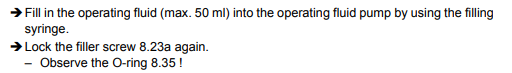 ➔ Fill in the operating fluid (max. 50 ml) into the operating fluid pump by using the filling
syringe.
➔ Lock the filler screw 8.23a again.
– Observe the O-ring 8.35 !